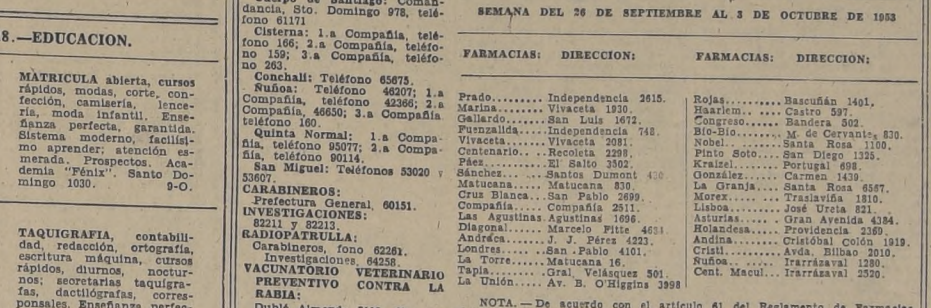 8.—EDUCACION.
MATRICULA abierta, cursos
rápidos, modas, corte, con-
fección, camisería, lence-
ría, moda infantil. Ense-
ñanza perfecta, garantida.
Sistema moderno, facilísi-
mo aprender; atención es-
merada. Prospectos. Aca-
demia "Fénix". Santo Do-
mingo 1030. 9-O.
TAQUIGRAFIA, contabili-
dad, redacción, ortografía,
escritura máquina, cursos
rápidos, diurnos, noctur-
nos; secretarias taquígra-
fas, dactilógrafas, corres-
ponsales. Enseñanza
dancia, Sto. Domingo 978, telé-
fono 61171
Cisterna: 1.a Compañía, telé-
fono 166; 2.a Compañía, teléfo-
no 159; 3.a Compañía, teléfo-
no 263.
Conchalí: Teléfono 65675.
Ñuñoa: Teléfono 46207; 1.a
Compañía, teléfono 42366; 2.a
Compañía, 46650; 3.a Compañía
teléfono 160.
Quinta Normal: 1.a Compa-
ñía, teléfono 95077; 2.a Compa-
ñía, teléfono 90114.
San Miguel: Teléfonos 53020 y
53607.
CARABINEROS:
Prefectura General, 60151.
INVESTIGACIONES:
82211 y 82213.
RADIOPATRULLA:
Carabineros, fono 62261.
Investigaciones, 64258.
VACUNATORIO VETERINARIO
PREVENTIVO CONTRA LA
RABIA:
SEMANA DEL 26 DE SEPTIEMBRE AL 3 DE OCTUBRE DE 1953
FARMACIAS: DIRECCION:
Prado........ Independencia 2615.
Marina....... Vivaceta 1930.
Gallardo..... San Luis 1672.
Fuenzalida... Independencia 748.
Vivaceta..... Vivaceta 2081.
Centenario .. Recoleta 2298.
Páez......... El Salto 3502.
Sánchez...... Santos Dumont 430
Matucana..... Matucana 830.
Cruz Blanca.. San Pablo 2699.
Compañía..... Compañía 2511.
Las Agustinas. Agustinas 1696.
Diagonal..... Marcelo Fitte 4631
Andraca...... J. J. Pérez 4223.
Londres...... San Pablo 4101.
La Torre..... Matucana 16.
Tapia........ Gral. Velásquez 501.
La Unión..... Av. B. O'Higgins 3998
FARMACIAS: DIRECCION:
Rojas........ Bascuñán 1401.
Haarlem...... Castro 597.
Congreso..... Bandera 502.
Bío-Bío...... M. de Cervantes 830.
Nobel........ Santa Rosa 1100.
Pinto Soto... San Diego 1325.
Kraizel...... Portugal 698.
González..... Carmen 1439.
La Granja.... Santa Rosa 6567.
Morex........ Traslaviña 1810.
Lisboa....... José Ureta 821.
Asturias..... Gran Avenida 4384.
Holandesa.... Providencia 2369.
Andina....... Cristóbal Colón 1919.
Cristi....... Avda. Bilbao 2010.
Ñuñoa........ Irarrázaval 1280.
Cent. Macul.. Irarrázaval 2520.
NOTA. — De acuerdo con el artículo 61 del Reglamento de Farmacias